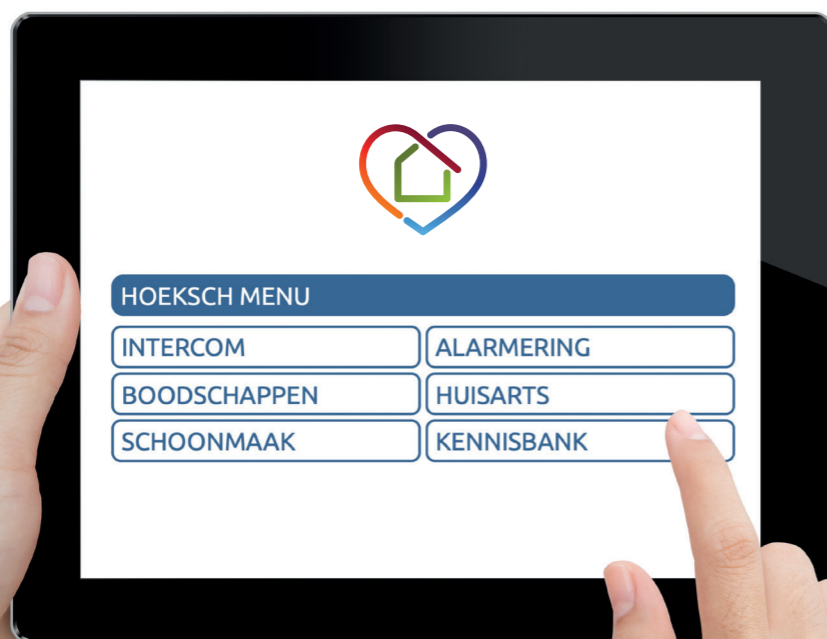 HOEKSCH MENU
INTERCOM
ALARMERING
BOODSCHAPPEN
HUISARTS
SCHOONMAAK
KENNISBANK